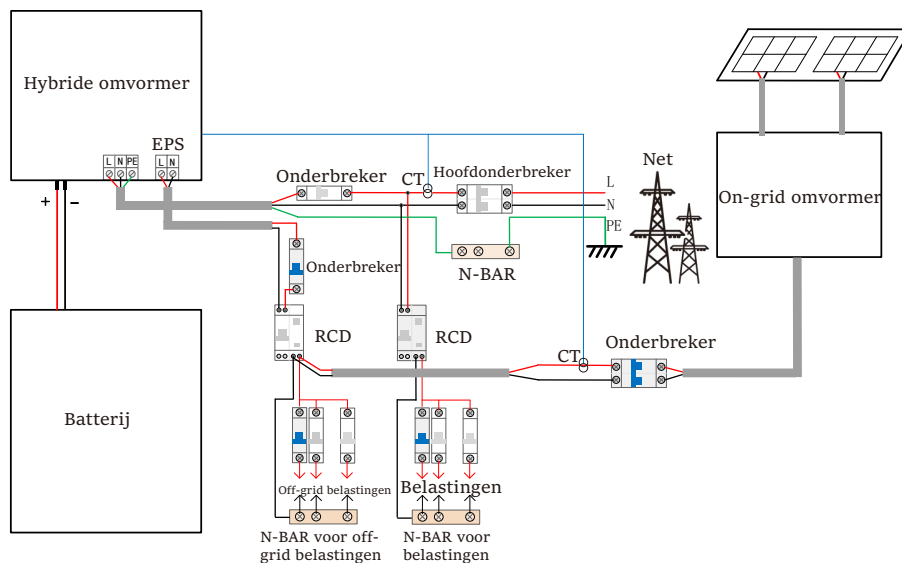 Hybride omvormer
EPS
L N PE
L N
+
−
Onderbreker
CT
Hoofdonderbreker
L
N
PE
Net
On-grid omvormer
N-BAR
Onderbreker
RCD
RCD
CT
Onderbreker
Batterij
Off-grid belastingen
Belastingen
N-BAR voor off-
grid belastingen
N-BAR voor
belastingen